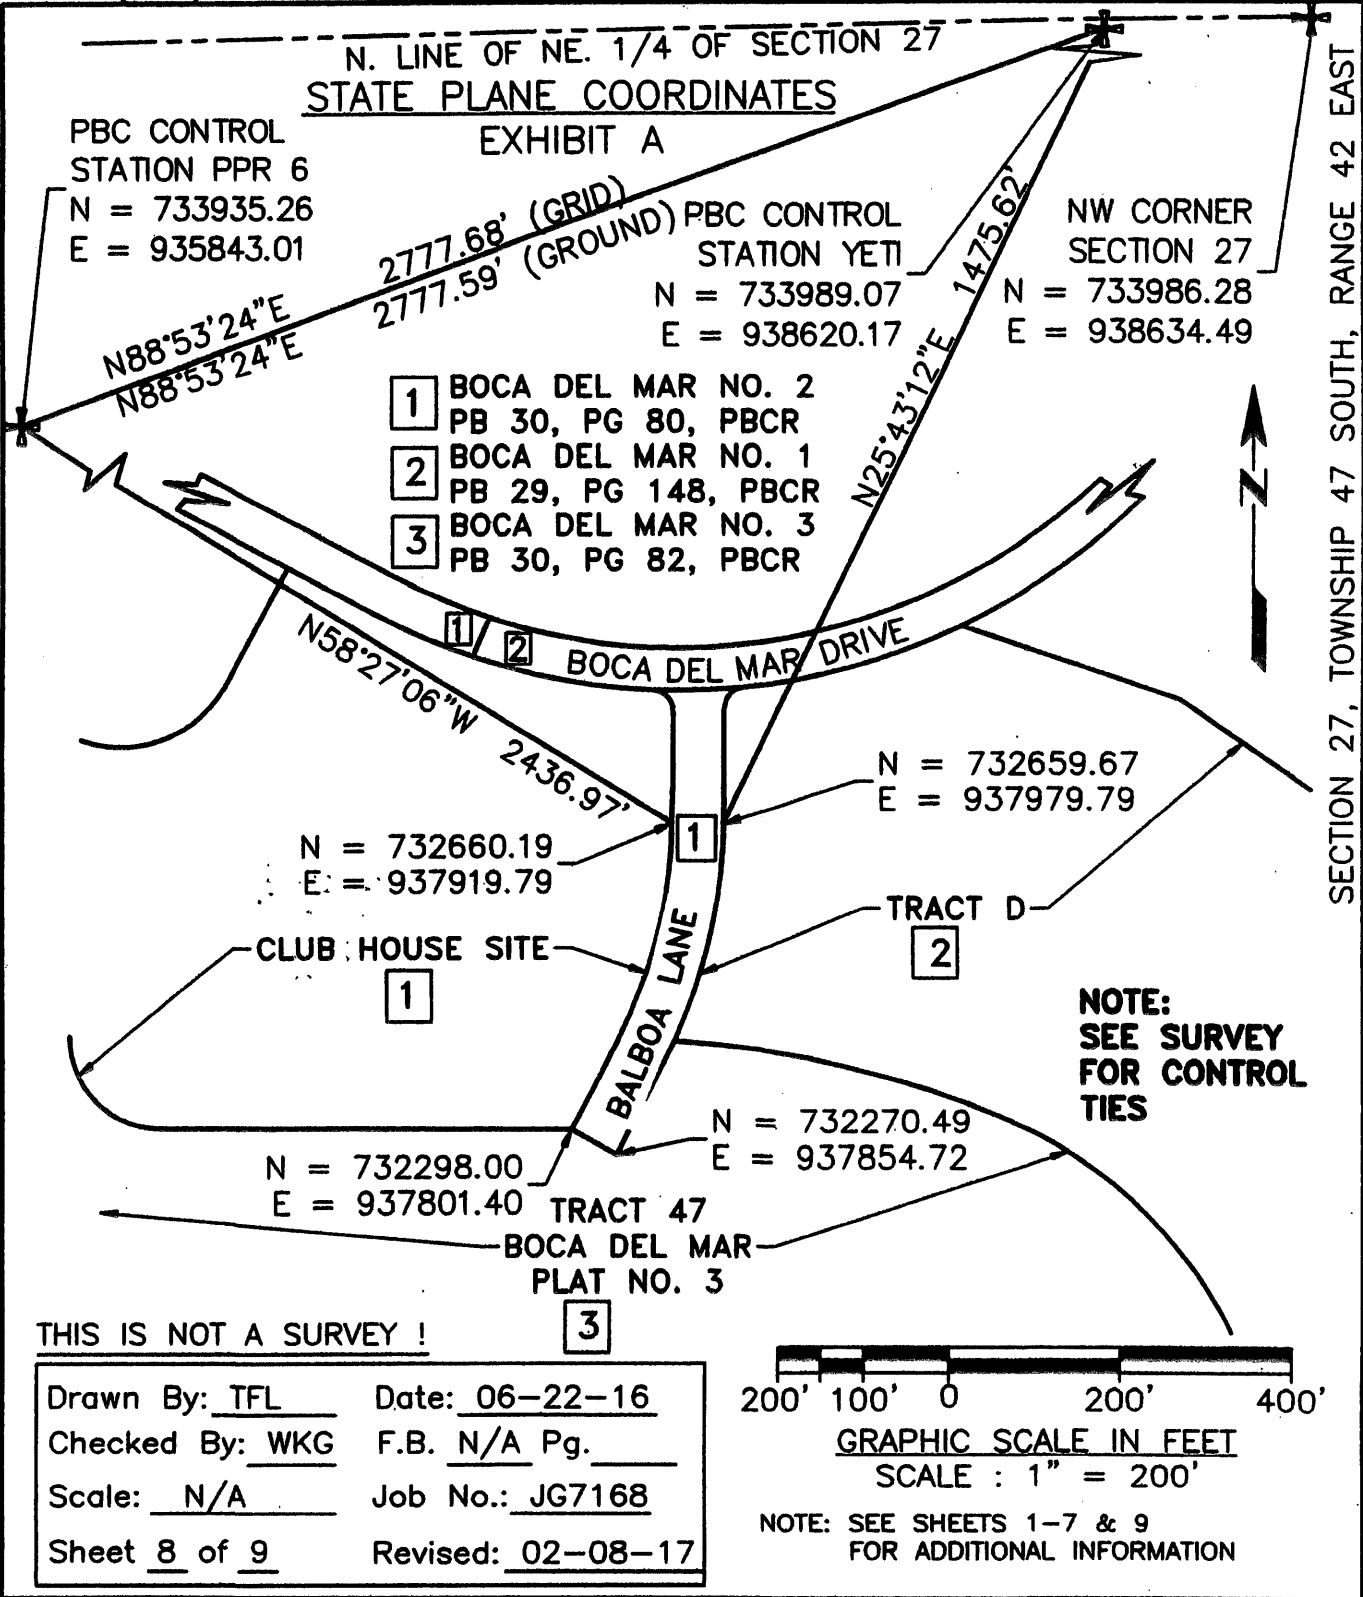 N. LINE OF NE. 1/4 OF SECTION 27
STATE PLANE COORDINATES
EXHIBIT A
PBC CONTROL
STATION PPR 6
N = 733935.26
E = 935843.01
2777.68' (GRID)
2777.59' (GROUND)
N88°53'24"E
N88°53'24"E
PBC CONTROL
STATION YETI
N = 733989.07
E = 938620.17
1475.62'
N25°43'12"E
NW CORNER
SECTION 27
N = 733986.28
E = 938634.49
SECTION 27, TOWNSHIP 47 SOUTH, RANGE 42 EAST
1 BOCA DEL MAR NO. 2
PB 30, PG 80, PBCR
2 BOCA DEL MAR NO. 1
PB 29, PG 148, PBCR
3 BOCA DEL MAR NO. 3
PB 30, PG 82, PBCR
N
1
2
BOCA DEL MAR DRIVE
N58°27'06"W 2436.97'
N = 732659.67
E = 937979.79
1
N = 732660.19
E = 937919.79
TRACT D
2
CLUB HOUSE SITE
1
BALBOA LANE
NOTE:
SEE SURVEY
FOR CONTROL
TIES
N = 732270.49
E = 937854.72
N = 732298.00
E = 937801.40
TRACT 47
BOCA DEL MAR
PLAT NO. 3
3
THIS IS NOT A SURVEY !
Drawn By: TFL Date: 06-22-16
Checked By: WKG F.B. N/A Pg.
Scale: N/A Job No.: JG7168
Sheet 8 of 9 Revised: 02-08-17
200' 100' 0 200' 400'
GRAPHIC SCALE IN FEET
SCALE : 1" = 200'
NOTE: SEE SHEETS 1-7 & 9
FOR ADDITIONAL INFORMATION